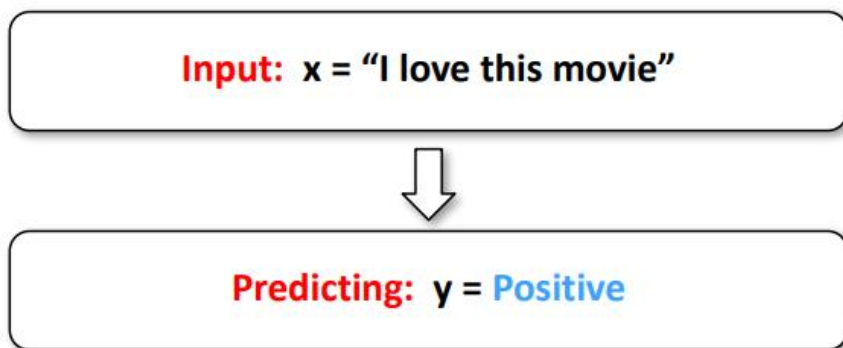 Input: x = “I love this movie”
Predicting: y = Positive